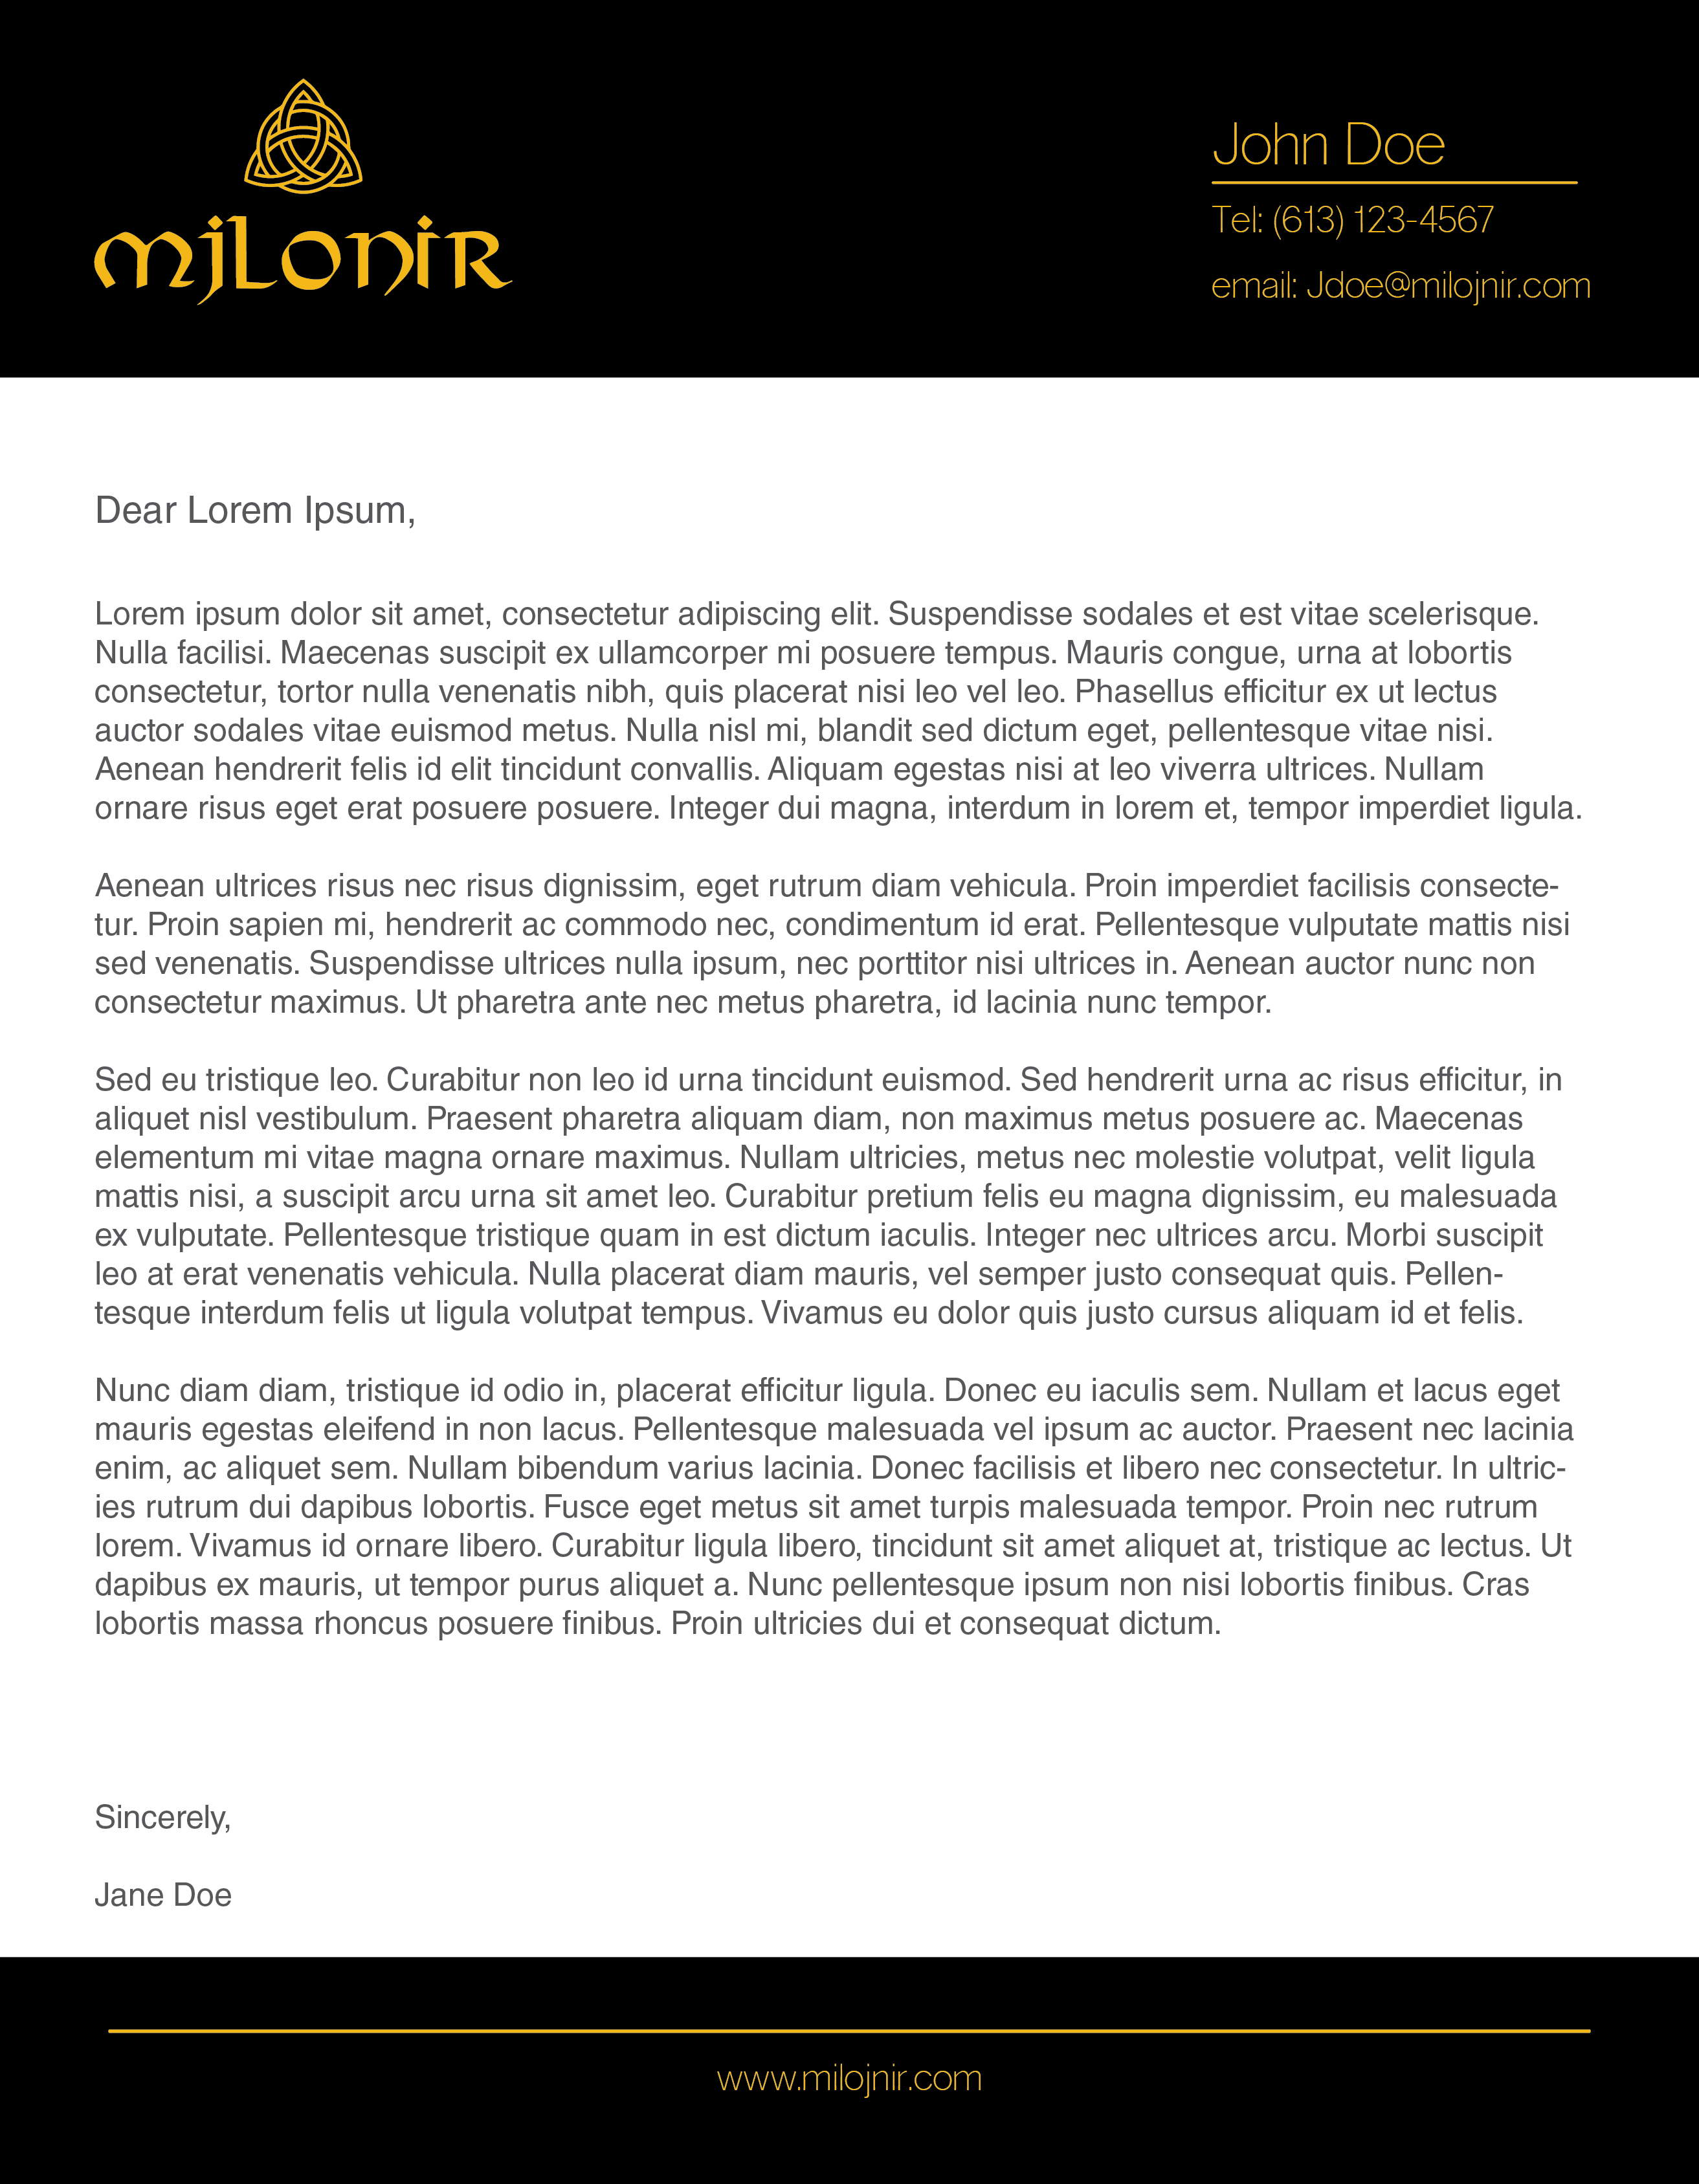 mjlonir
John Doe
Tel: (613) 123-4567
email: Jdoe@milojnir.com
Dear Lorem Ipsum,
Lorem ipsum dolor sit amet, consectetur adipiscing elit. Suspendisse sodales et est vitae scelerisque.
Nulla facilisi. Maecenas suscipit ex ullamcorper mi posuere tempus. Mauris congue, urna at lobortis
consectetur, tortor nulla venenatis nibh, quis placerat nisi leo vel leo. Phasellus efficitur ex ut lectus
auctor sodales vitae euismod metus. Nulla nisl mi, blandit sed dictum eget, pellentesque vitae nisi.
Aenean hendrerit felis id elit tincidunt convallis. Aliquam egestas nisi at leo viverra ultrices. Nullam
ornare risus eget erat posuere posuere. Integer dui magna, interdum in lorem et, tempor imperdiet ligula.
Aenean ultrices risus nec risus dignissim, eget rutrum diam vehicula. Proin imperdiet facilisis consecte-
tur. Proin sapien mi, hendrerit ac commodo nec, condimentum id erat. Pellentesque vulputate mattis nisi
sed venenatis. Suspendisse ultrices nulla ipsum, nec porttitor nisi ultrices in. Aenean auctor nunc non
consectetur maximus. Ut pharetra ante nec metus pharetra, id lacinia nunc tempor.
Sed eu tristique leo. Curabitur non leo id urna tincidunt euismod. Sed hendrerit urna ac risus efficitur, in
aliquet nisl vestibulum. Praesent pharetra aliquam diam, non maximus metus posuere ac. Maecenas
elementum mi vitae magna ornare maximus. Nullam ultricies, metus nec molestie volutpat, velit ligula
mattis nisi, a suscipit arcu urna sit amet leo. Curabitur pretium felis eu magna dignissim, eu malesuada
ex vulputate. Pellentesque tristique quam in est dictum iaculis. Integer nec ultrices arcu. Morbi suscipit
leo at erat venenatis vehicula. Nulla placerat diam mauris, vel semper justo consequat quis. Pellen-
tesque interdum felis ut ligula volutpat tempus. Vivamus eu dolor quis justo cursus aliquam id et felis.
Nunc diam diam, tristique id odio in, placerat efficitur ligula. Donec eu iaculis sem. Nullam et lacus eget
mauris egestas eleifend in non lacus. Pellentesque malesuada vel ipsum ac auctor. Praesent nec lacinia
enim, ac aliquet sem. Nullam bibendum varius lacinia. Donec facilisis et libero nec consectetur. In ultric-
ies rutrum dui dapibus lobortis. Fusce eget metus sit amet turpis malesuada tempor. Proin nec rutrum
lorem. Vivamus id ornare libero. Curabitur ligula libero, tincidunt sit amet aliquet at, tristique ac lectus. Ut
dapibus ex mauris, ut tempor purus aliquet a. Nunc pellentesque ipsum non nisi lobortis finibus. Cras
lobortis massa rhoncus posuere finibus. Proin ultricies dui et consequat dictum.
Sincerely,
Jane Doe
www.milojnir.com